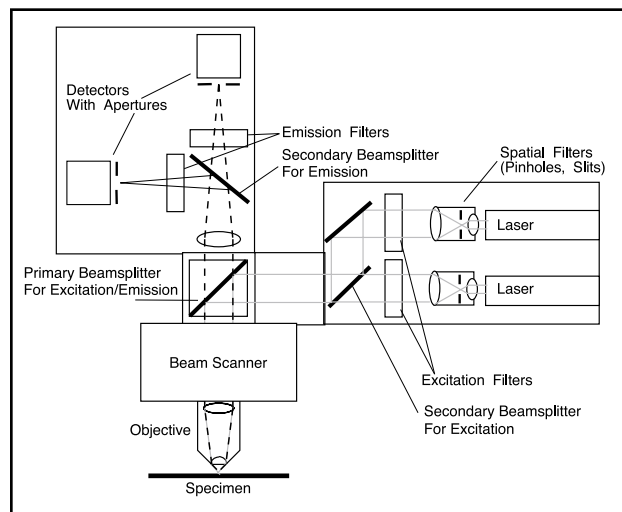 Detectors
With Apertures
Emission Filters
Secondary Beamsplitter
For Emission
Spatial Filters
(Pinholes, Slits)
Laser
Primary Beamsplitter
For Excitation/Emission
Laser
Beam Scanner
Excitation Filters
Secondary Beamsplitter
For Excitation
Objective
Specimen